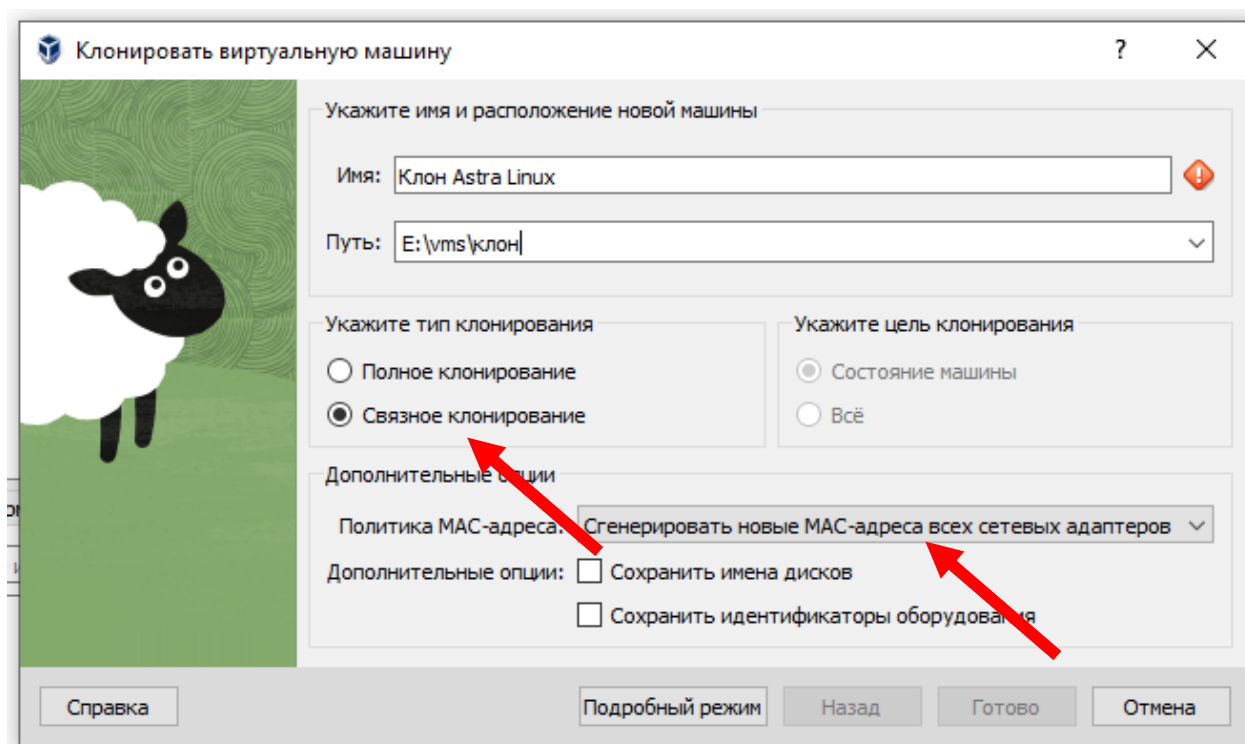 Клонировать виртуальную машину
?
Укажите имя и расположение новой машины
Имя: Клон Astra Linux
Путь: E:\vms\клон
Укажите тип клонирования
Укажите цель клонирования
Полное клонирование
Состояние машины
Связное клонирование
Всё
Дополнительные опции
Политика MAC-адреса: Сгенерировать новые MAC-адреса всех сетевых адаптеров
Дополнительные опции: Сохранить имена дисков
Сохранить идентификаторы оборудования
Справка
Подробный режим
Назад
Готово
Отмена